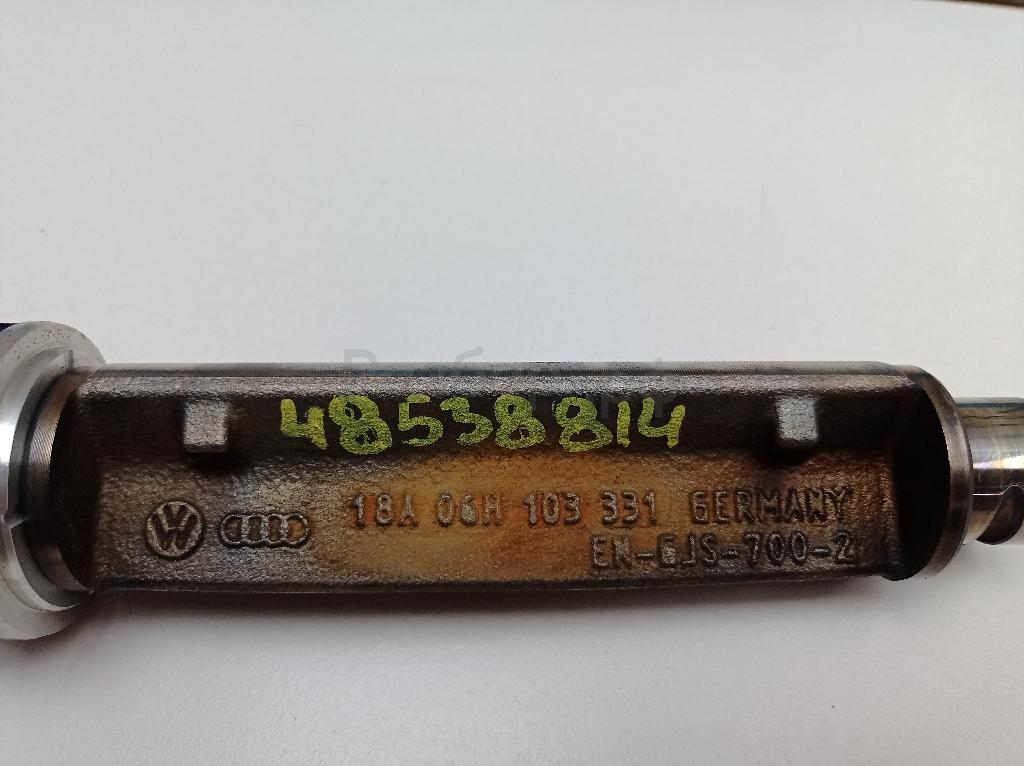 48538814
18A 06H 103 331 GERMANY
EN-GJS-700-2